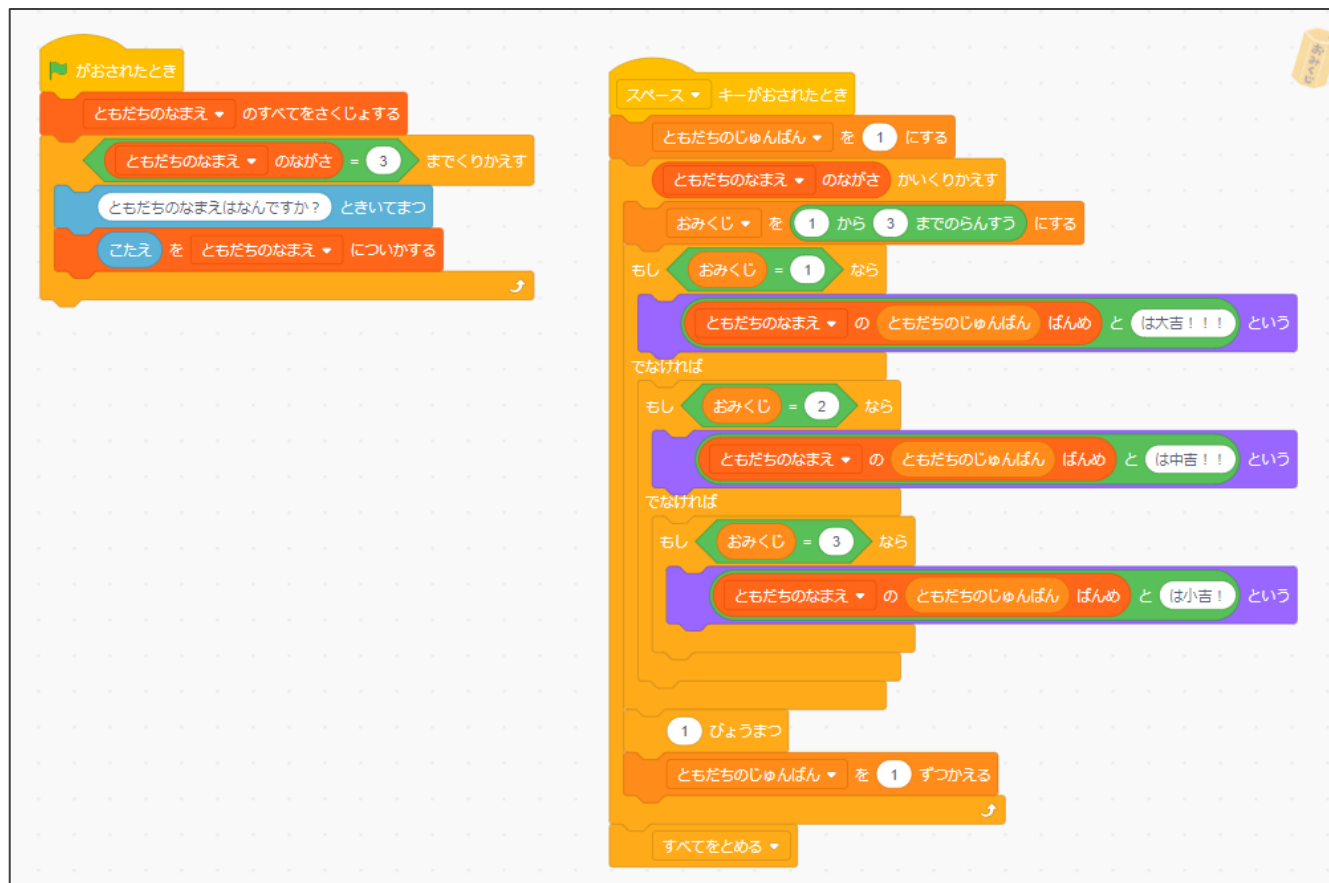 がおされたとき
ともだちのなまえ のすべてをさくじょする
ともだちのなまえ のながさ = 3 までくりかえす
ともだちのなまえはなんですか? ときいてまつ
こたえ を ともだちのなまえ についかする
スペース キーがおされたとき
ともだちのじゅんばん を 1 にする
ともだちのなまえ のながさ かいくりかえす
おみくじ を 1 から 3 までのらんすう にする
もし おみくじ = 1 なら
ともだちのなまえ の ともだちのじゅんばん ばんめ と は大吉!!! という
でなければ
もし おみくじ = 2 なら
ともだちのなまえ の ともだちのじゅんばん ばんめ と は中吉!! という
でなければ
もし おみくじ = 3 なら
ともだちのなまえ の ともだちのじゅんばん ばんめ と は小吉! という
1 びょうまつ
ともだちのじゅんばん を 1 ずつかえる
すべてをとめる
おみくじ